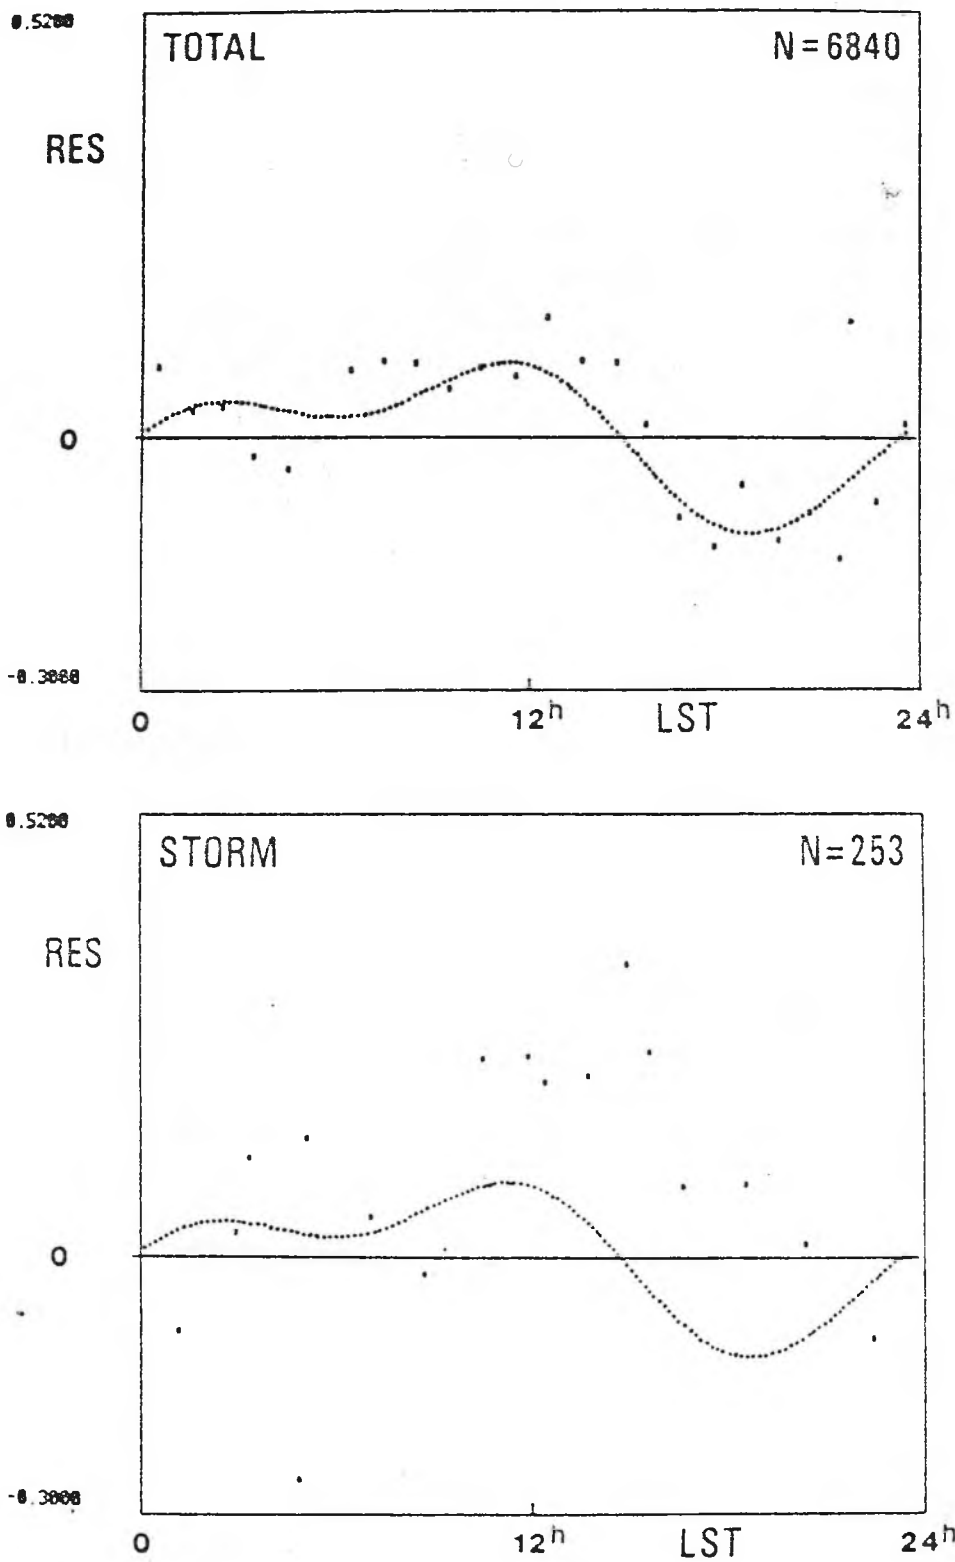 0.5200
TOTAL N=6840
RES
0
-0.3000
0 12h LST 24h
0.5200
STORM N=253
RES
0
-0.3000
0 12h LST 24h